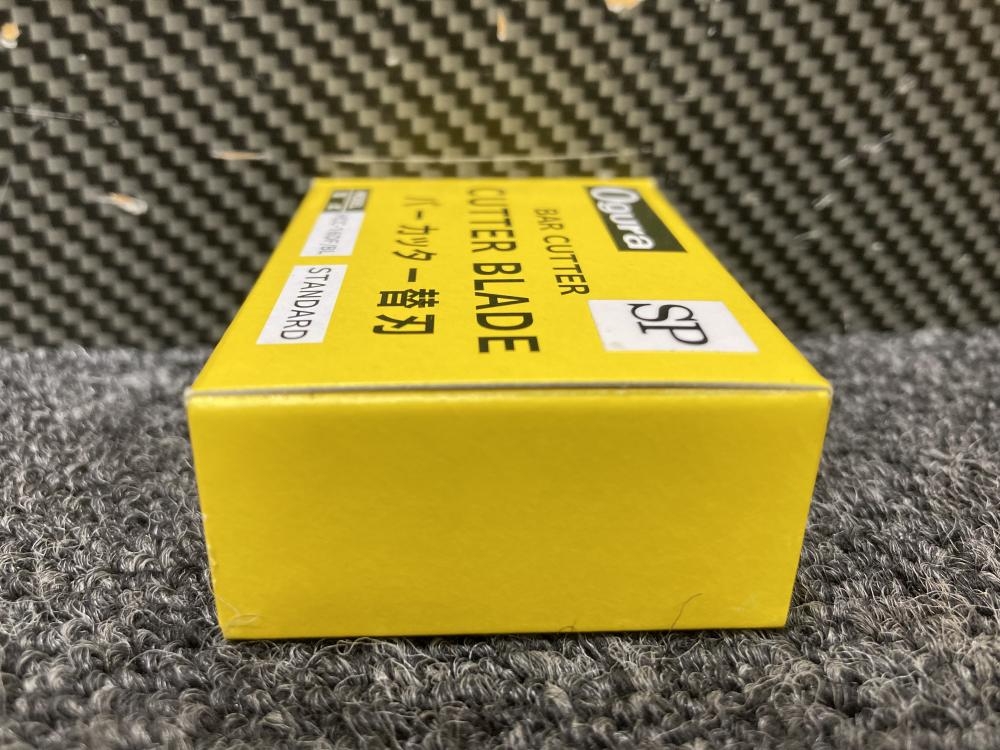 Ogura
SP
BAR CUTTER
CUTTER BLADE
バーカッター替刃
STANDARD